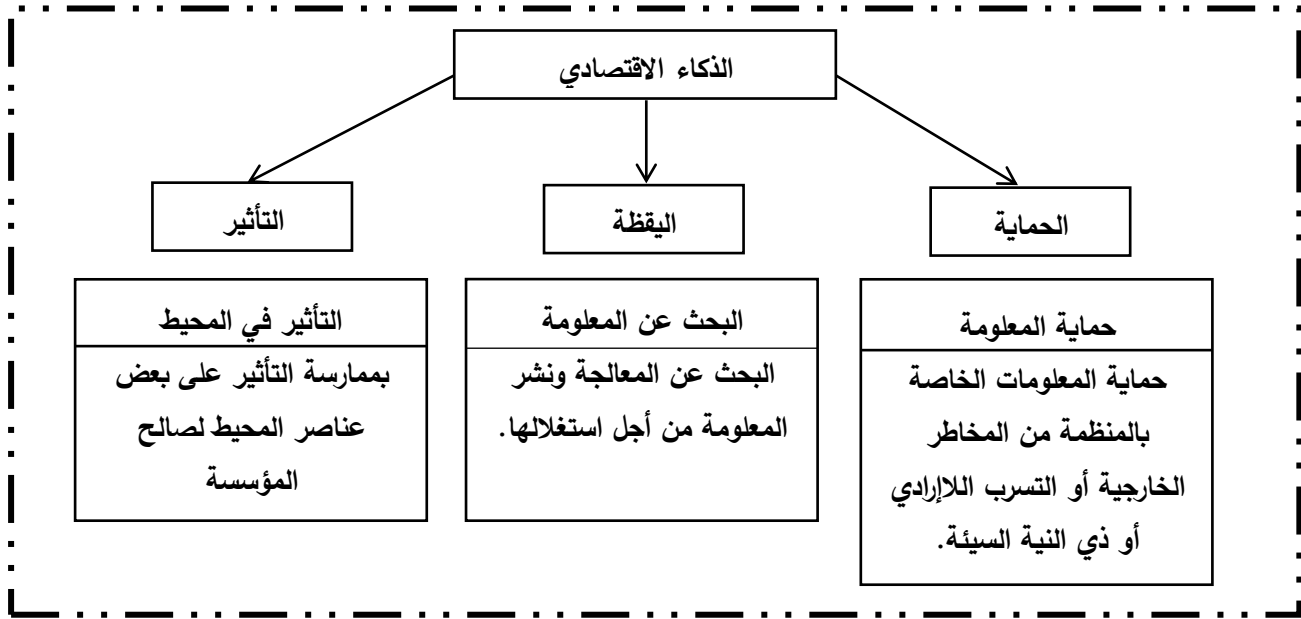 الذكاء الاقتصادي
الحماية
حماية المعلومة
حماية المعلومات الخاصة
بالمنظمة من المخاطر
الخارجية أو التسرب اللاإرادي
أو ذي النية السيئة.
اليقظة
البحث عن المعلومة
البحث عن المعالجة ونشر
المعلومة من أجل استغلالها.
التأثير
التأثير في المحيط
بممارسة التأثير على بعض
عناصر المحيط لصالح
المؤسسة